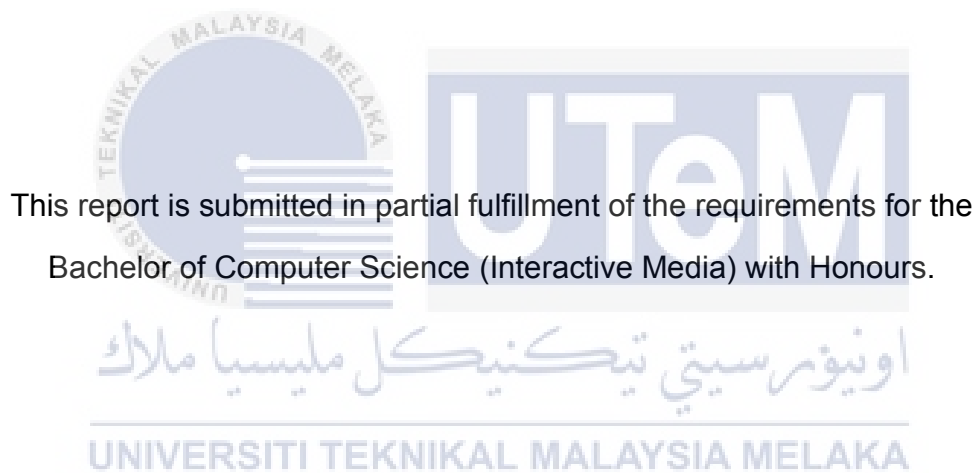 UNIVERSITI TEKNIKAL MALAYSIA MELAKA
UTeM
This report is submitted in partial fulfillment of the requirements for the
Bachelor of Computer Science (Interactive Media) with Honours.
اونيۏرسيتي تيكنيكل مليسيا ملاك
UNIVERSITI TEKNIKAL MALAYSIA MELAKA